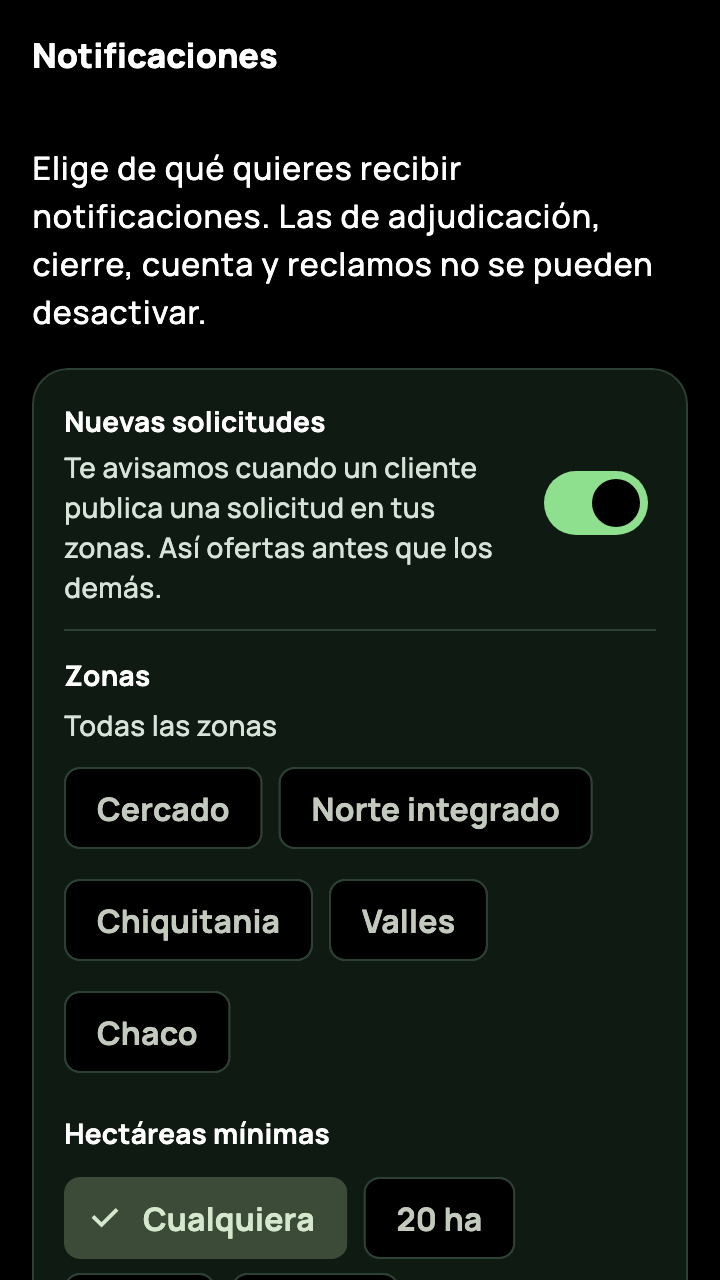 Notificaciones
Elige de qué quieres recibir
notificaciones. Las de adjudicación,
cierre, cuenta y reclamos no se pueden
desactivar.
Nuevas solicitudes
Te avisamos cuando un cliente
publica una solicitud en tus
zonas. Así ofertas antes que los
demás.
Zonas
Todas las zonas
Cercado
Norte integrado
Chiquitania
Valles
Chaco
Hectáreas mínimas
Cualquiera
20 ha